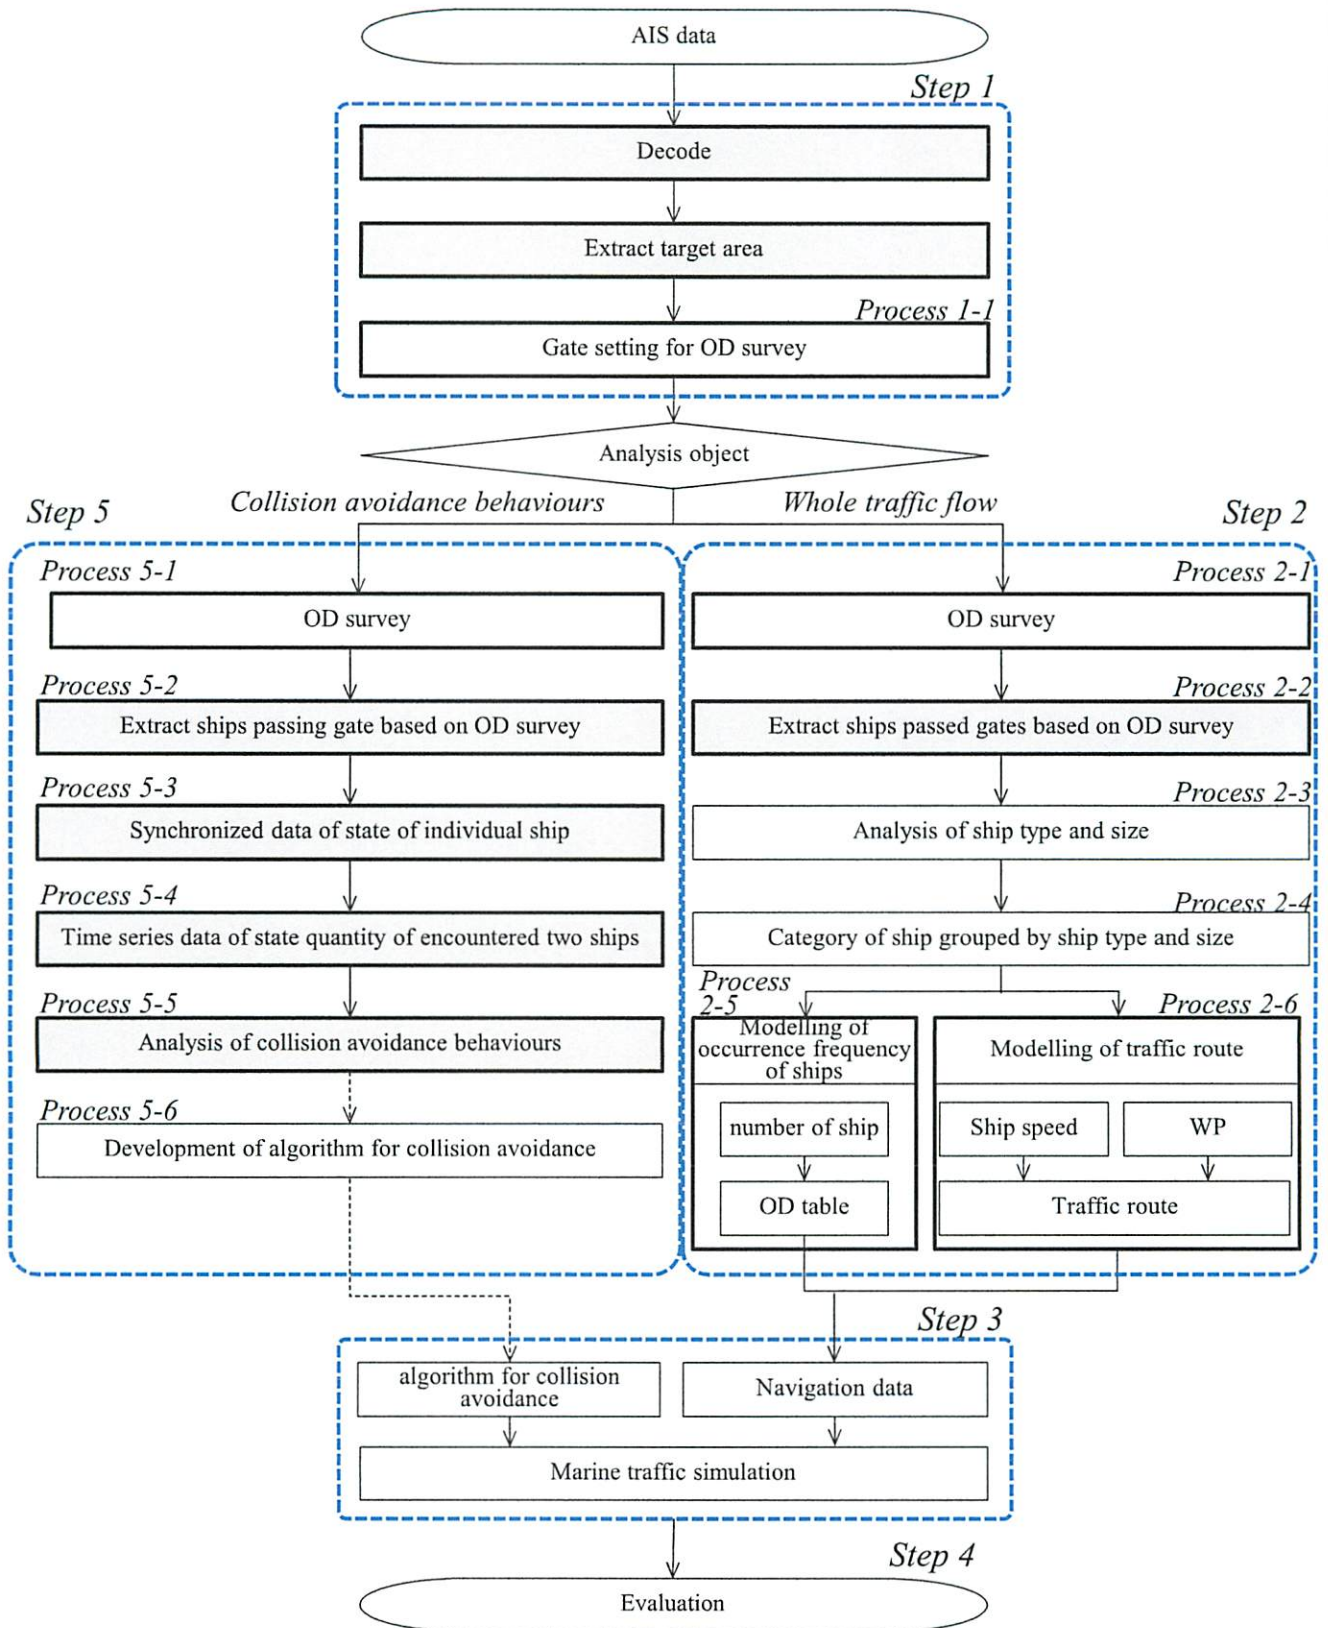 AIS data
Step 1
Decode
Extract target area
Process 1-1
Gate setting for OD survey
Analysis object
Collision avoidance behaviours
Whole traffic flow
Step 5
Step 2
Process 5-1
OD survey
Process 5-2
Extract ships passing gate based on OD survey
Process 5-3
Synchronized data of state of individual ship
Process 5-4
Time series data of state quantity of encountered two ships
Process 5-5
Analysis of collision avoidance behaviours
Process 5-6
Development of algorithm for collision avoidance
Process 2-1
OD survey
Process 2-2
Extract ships passed gates based on OD survey
Process 2-3
Analysis of ship type and size
Process 2-4
Category of ship grouped by ship type and size
Process
2-5
Modelling of
occurrence frequency
of ships
number of ship
OD table
Process 2-6
Modelling of traffic route
Ship speed
WP
Traffic route
Step 3
algorithm for collision
avoidance
Navigation data
Marine traffic simulation
Step 4
Evaluation